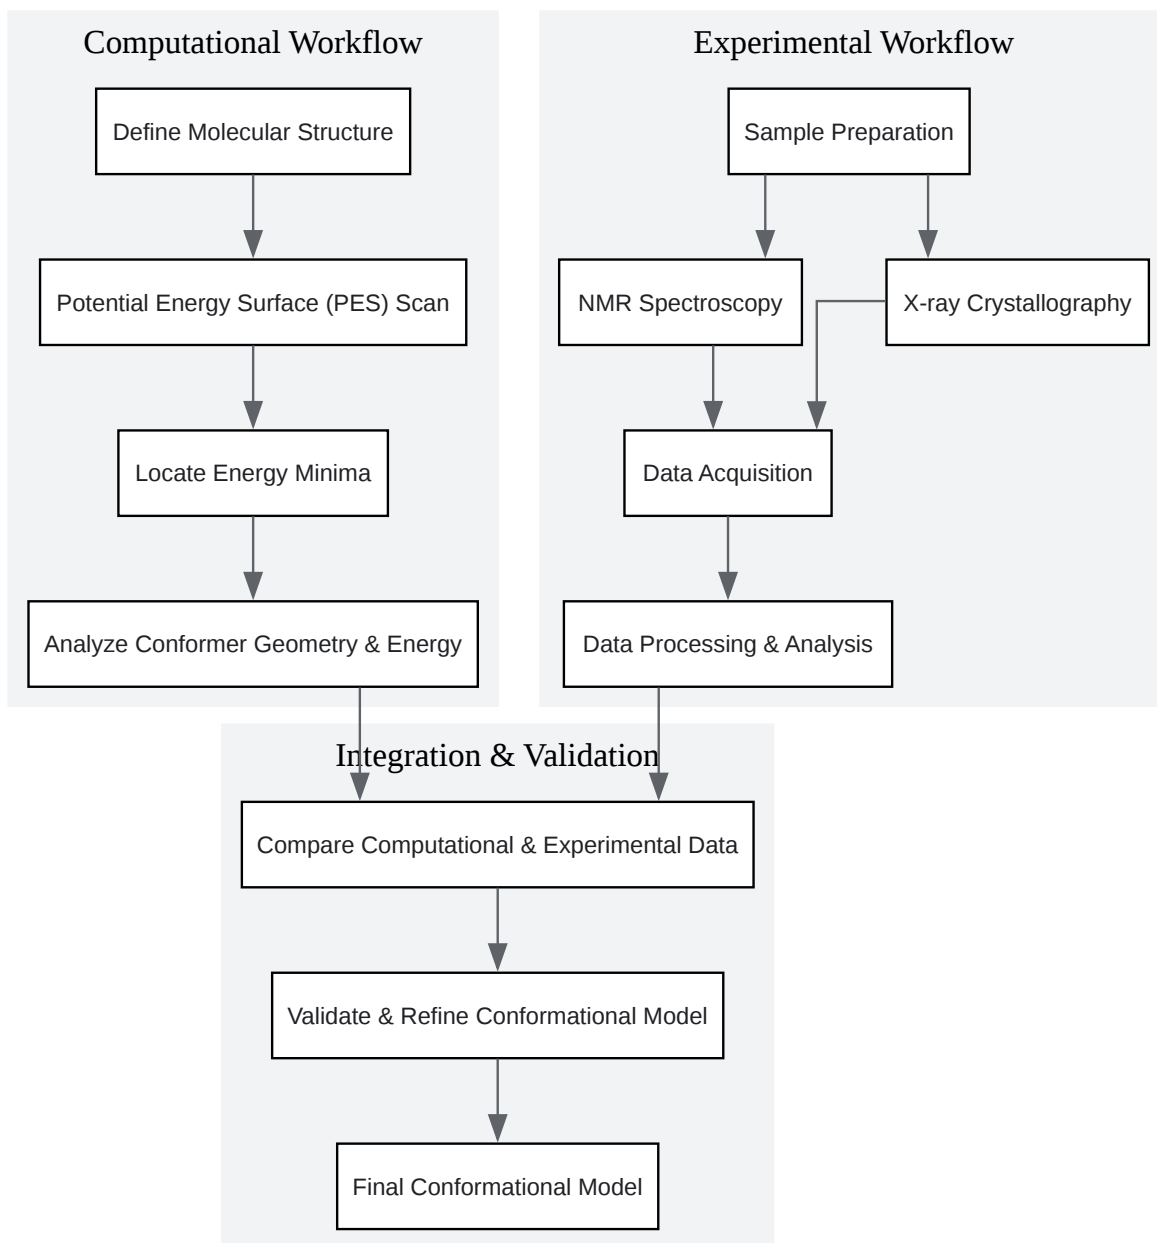 Computational Workflow
Define Molecular Structure
Potential Energy Surface (PES) Scan
Locate Energy Minima
Analyze Conformer Geometry & Energy
Experimental Workflow
Sample Preparation
NMR Spectroscopy
X-ray Crystallography
Data Acquisition
Data Processing & Analysis
Integration & Validation
Compare Computational & Experimental Data
Validate & Refine Conformational Model
Final Conformational Model